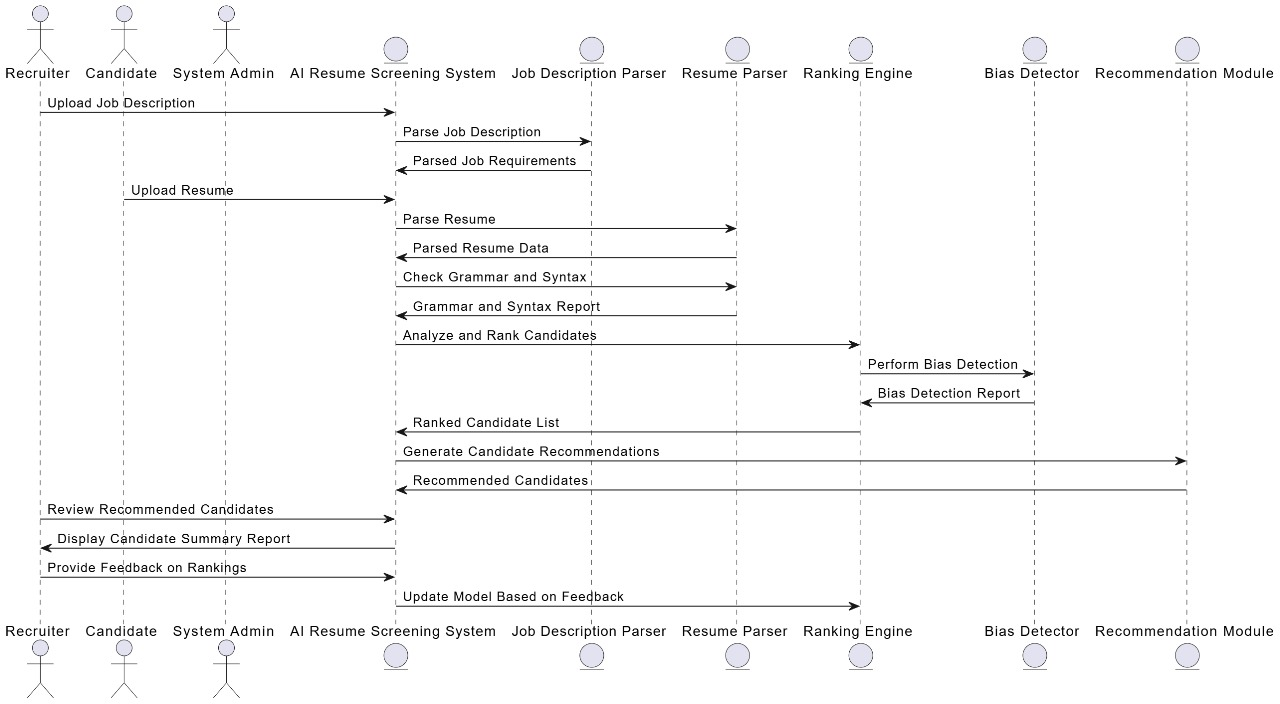 Recruiter Candidate System Admin AI Resume Screening System Job Description Parser Resume Parser Ranking Engine Bias Detector Recommendation Module
Upload Job Description
Parse Job Description
Parsed Job Requirements
Upload Resume
Parse Resume
Parsed Resume Data
Check Grammar and Syntax
Grammar and Syntax Report
Analyze and Rank Candidates
Perform Bias Detection
Bias Detection Report
Ranked Candidate List
Generate Candidate Recommendations
Recommended Candidates
Review Recommended Candidates
Display Candidate Summary Report
Provide Feedback on Rankings
Update Model Based on Feedback
Recruiter Candidate System Admin AI Resume Screening System Job Description Parser Resume Parser Ranking Engine Bias Detector Recommendation Module